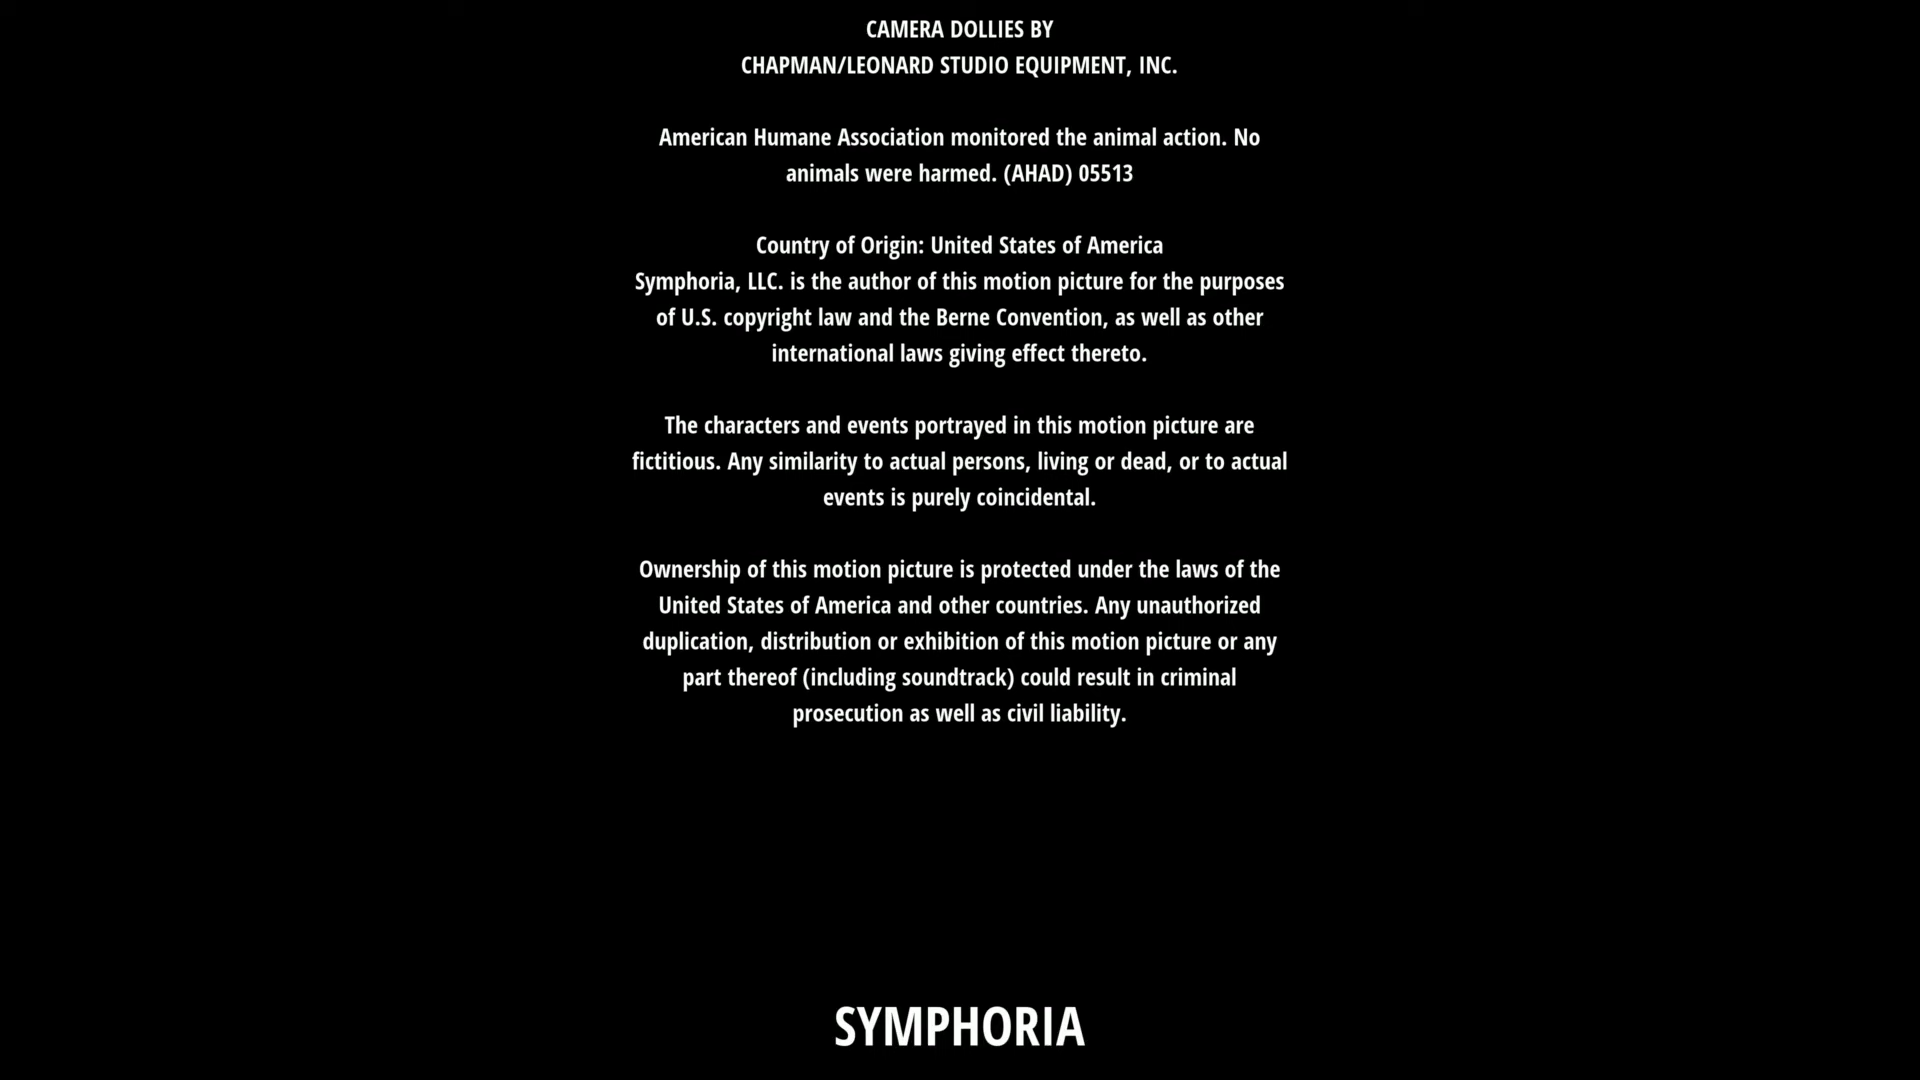 CAMERA DOLLIES BY
CHAPMAN/LEONARD STUDIO EQUIPMENT, INC.
American Humane Association monitored the animal action. No
animals were harmed. (AHAD) 05513
Country of Origin: United States of America
Symphoria, LLC. is the author of this motion picture for the purposes
of U.S. copyright law and the Berne Convention, as well as other
international laws giving effect thereto.
The characters and events portrayed in this motion picture are
fictitious. Any similarity to actual persons, living or dead, or to actual
events is purely coincidental.
Ownership of this motion picture is protected under the laws of the
United States of America and other countries. Any unauthorized
duplication, distribution or exhibition of this motion picture or any
part thereof (including soundtrack) could result in criminal
prosecution as well as civil liability.
SYMPHORIA